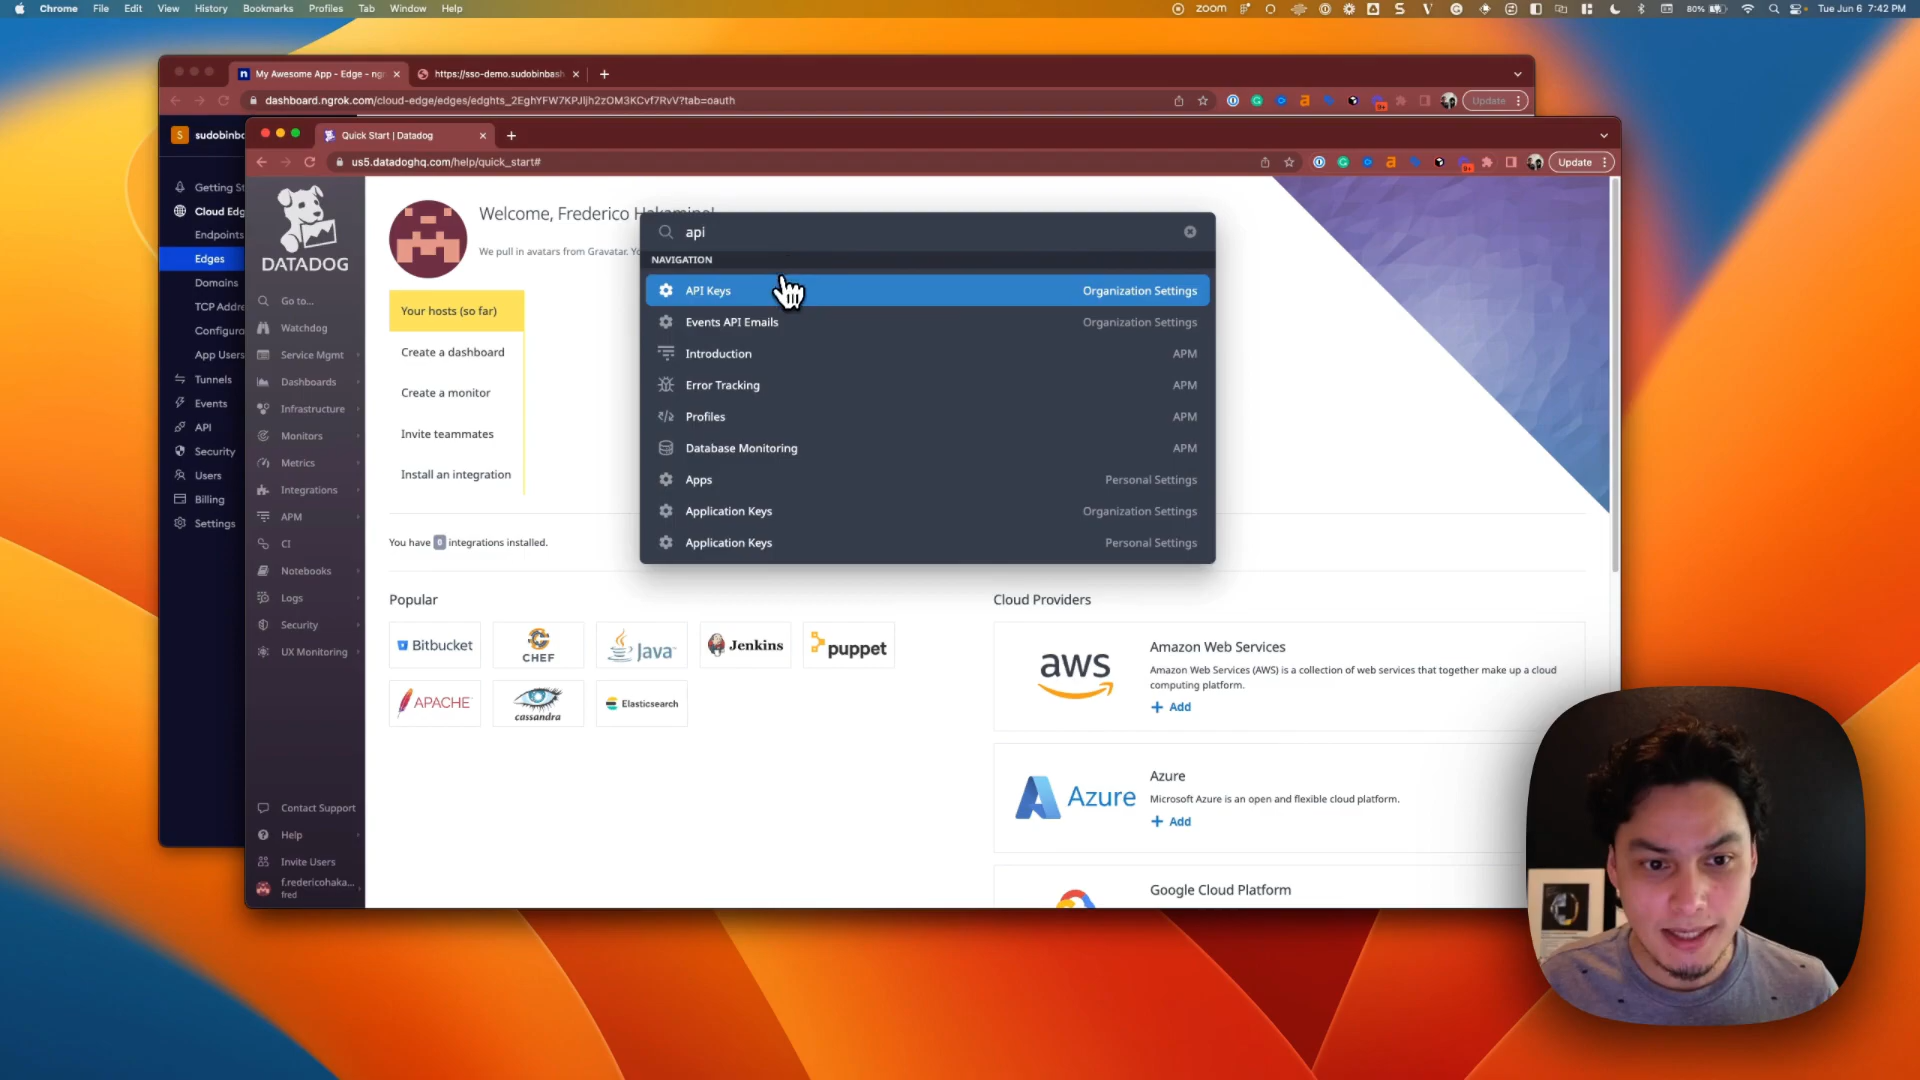 Chrome File Edit View History Bookmarks Profiles Tab Window Help
zoom 80% Tue Jun 6 7:42 PM
My Awesome App - Edge - ngr
https://sso-demo.sudobinbash
dashboard.ngrok.com/cloud-edge/edges/edghts_2EghYFW7KPJljh2zOM3KCvf7RvV?tab=oauth
Update
S sudobinba
Getting St
Cloud Edg
Endpoints
Edges
Domains
TCP Addre
Configura
App Users
Tunnels
Events
API
Security
Users
Billing
Settings
Quick Start | Datadog
us5.datadoghq.com/help/quick_start#
Update
DATADOG
Go to...
Watchdog
Service Mgmt
Dashboards
Infrastructure
Monitors
Metrics
Integrations
APM
CI
Notebooks
Logs
Security
UX Monitoring
Contact Support
Help
Invite Users
f.redericohaka...
fred
Welcome, Frederico Hakamine!
We pull in avatars from Gravatar.
Your hosts (so far)
Create a dashboard
Create a monitor
Invite teammates
Install an integration
You have 0 integrations installed.
api
NAVIGATION
API Keys Organization Settings
Events API Emails Organization Settings
Introduction APM
Error Tracking APM
Profiles APM
Database Monitoring APM
Apps Personal Settings
Application Keys Organization Settings
Application Keys Personal Settings
Popular
Bitbucket
CHEF
Java
Jenkins
puppet
APACHE
cassandra
Elasticsearch
Cloud Providers
aws
Amazon Web Services
Amazon Web Services (AWS) is a collection of web services that together make up a cloud
computing platform.
+ Add
Azure
Azure
Microsoft Azure is an open and flexible cloud platform.
+ Add
Google Cloud Platform